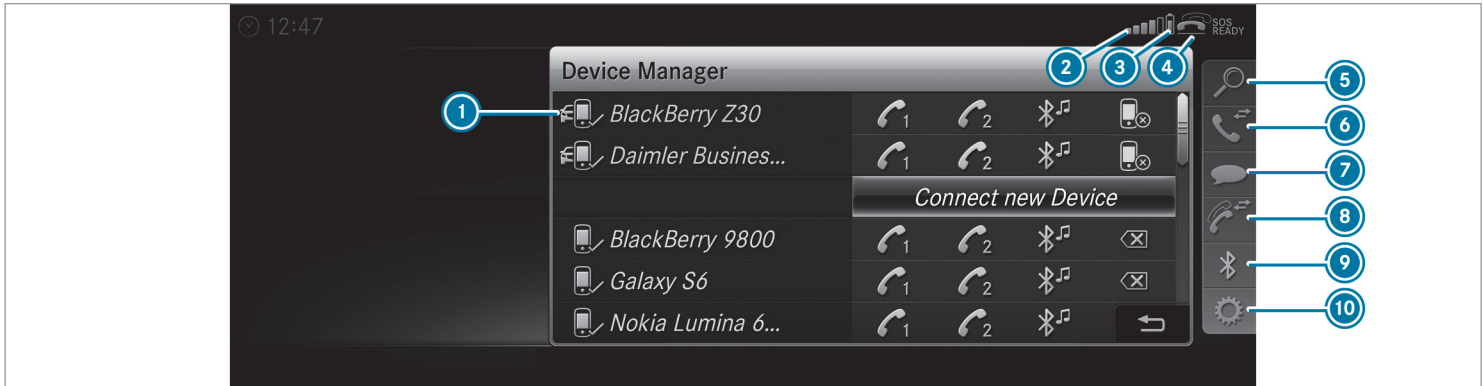 12:47
SOS
READY
Device Manager
2
3
4
5
1
BlackBerry Z30
1
2
6
Daimler Busines...
1
2
7
Connect new Device
8
BlackBerry 9800
1
2
9
Galaxy S6
1
2
10
Nokia Lumina 6...
1
2